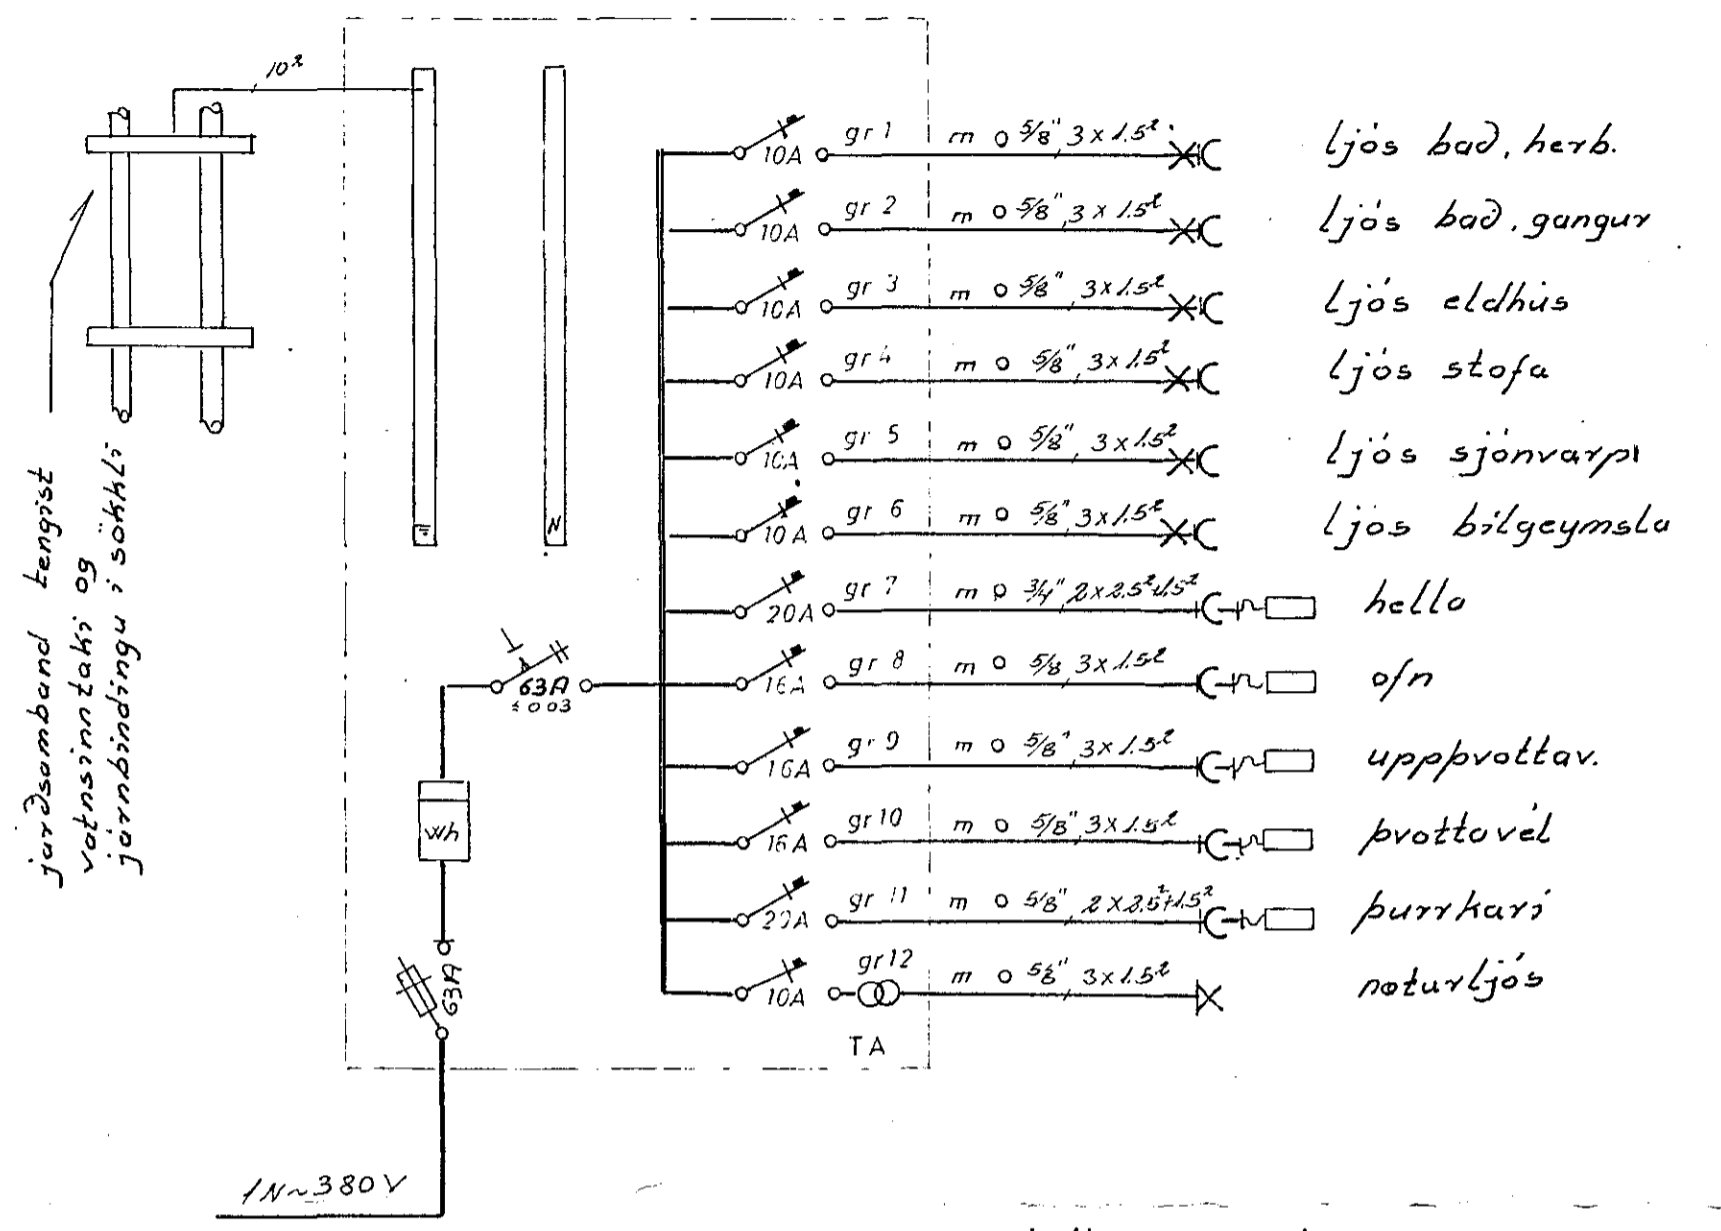 10²
10A gr 1 m o 5/8", 3 x 1.5² ljós bað, herb.
10A gr 2 m o 5/8", 3 x 1.5² ljós bað, gangur
10A gr 3 m o 5/8" 3 x 1.5² ljós eldhús
10A gr 4 m o 5/8", 3 x 1.5² ljós stofa
10A gr 5 m o 5/8", 3 x 1.5² ljós sjónvarpi
10A gr 6 m o 5/8", 3 x 1.5² ljos bílgeymsla
20A gr 7 m o 3/4", 2 x 2.5²+1.5² hella
16A gr 8 m o 5/8 3 x 1.5² ofn
16A gr 9 m o 5/8", 3 x 1.5² uppþvottav.
16A gr 10 m o 5/8" 3 x 1.5² þvottavél
20A gr 11 m o 5/8", 2 x 2.5²+1.5² þurrkari
10A gr 12 m o 5/8" 3 x 1.5² næturljós
N
63A
003
Wh
63A
TA
1N~380V
jarðsamband tengist
vatnsinntaki og
járnbindingu i sökkli